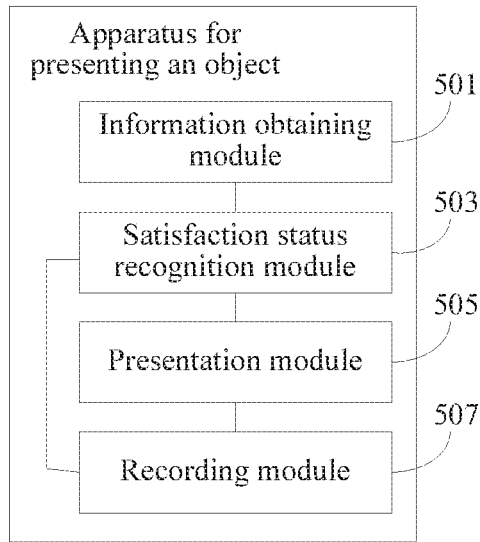 Apparatus for
presenting an object
501
Information obtaining
module
503
Satisfaction status
recognition module
505
Presentation module
507
Recording module